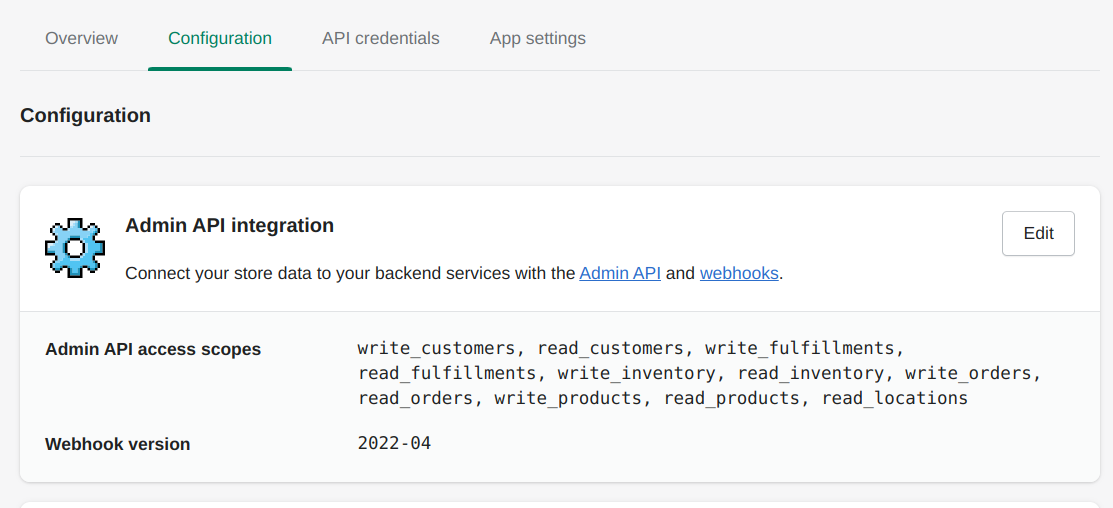 Overview Configuration API credentials App settings
Configuration
Admin API integration
Edit
Connect your store data to your backend services with the Admin API and webhooks.
Admin API access scopes write_customers, read_customers, write_fulfillments,
read_fulfillments, write_inventory, read_inventory, write_orders,
read_orders, write_products, read_products, read_locations
Webhook version 2022-04